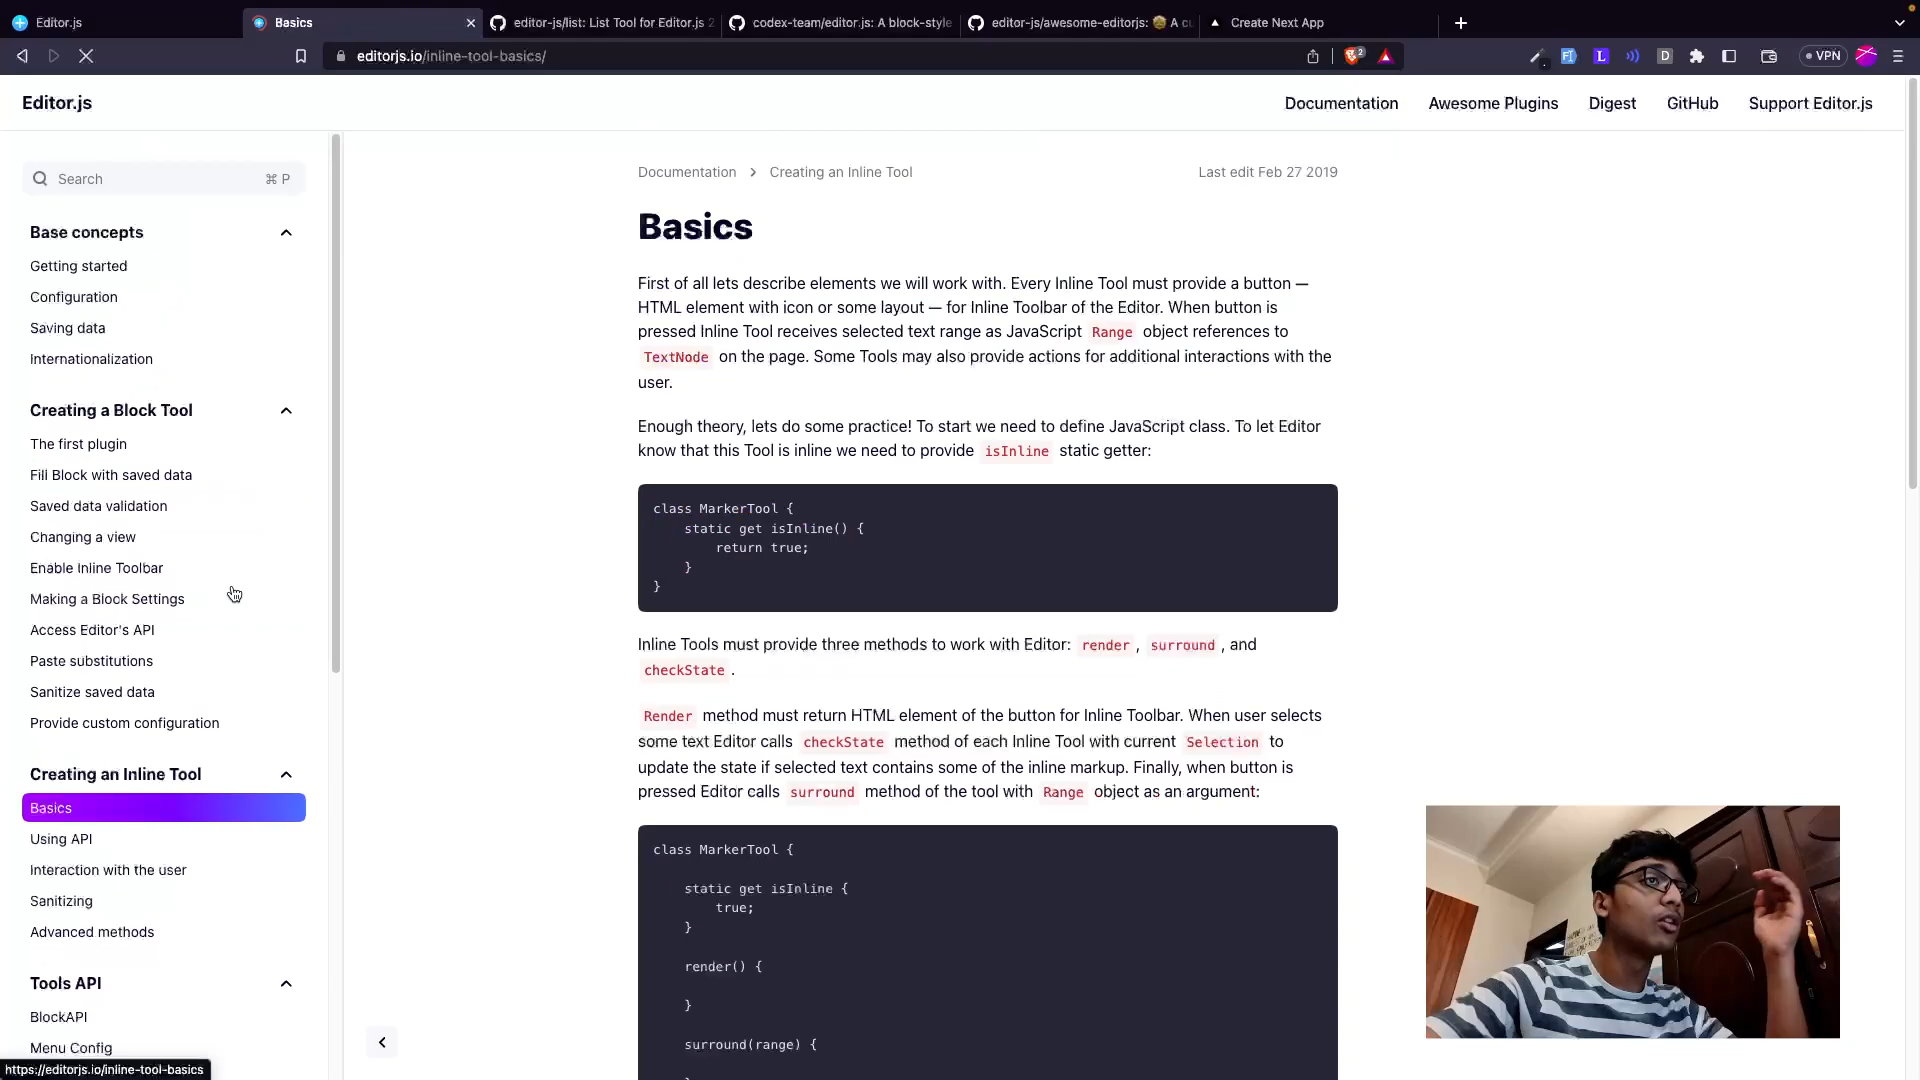 Editor.js
Basics
editor-js/list: List Tool for Editor.js 2
codex-team/editor.js: A block-style
editor-js/awesome-editorjs: 😎 A cu
Create Next App
editorjs.io/inline-tool-basics/
2
VPN
Editor.js
Documentation
Awesome Plugins
Digest
GitHub
Support Editor.js
Search
⌘ P
Base concepts
Getting started
Configuration
Saving data
Internationalization
Creating a Block Tool
The first plugin
Fill Block with saved data
Saved data validation
Changing a view
Enable Inline Toolbar
Making a Block Settings
Access Editor's API
Paste substitutions
Sanitize saved data
Provide custom configuration
Creating an Inline Tool
Basics
Using API
Interaction with the user
Sanitizing
Advanced methods
Tools API
BlockAPI
Menu Config
https://editorjs.io/inline-tool-basics
Documentation > Creating an Inline Tool
Last edit Feb 27 2019
Basics
First of all lets describe elements we will work with. Every Inline Tool must provide a button —
HTML element with icon or some layout — for Inline Toolbar of the Editor. When button is
pressed Inline Tool receives selected text range as JavaScript Range object references to
TextNode on the page. Some Tools may also provide actions for additional interactions with the
user.
Enough theory, lets do some practice! To start we need to define JavaScript class. To let Editor
know that this Tool is inline we need to provide isInline static getter:
class MarkerTool {
static get isInline() {
return true;
}
}
Inline Tools must provide three methods to work with Editor: render , surround , and
checkState .
Render method must return HTML element of the button for Inline Toolbar. When user selects
some text Editor calls checkState method of each Inline Tool with current Selection to
update the state if selected text contains some of the inline markup. Finally, when button is
pressed Editor calls surround method of the tool with Range object as an argument:
class MarkerTool {
static get isInline {
true;
}
render() {
}
surround(range) {